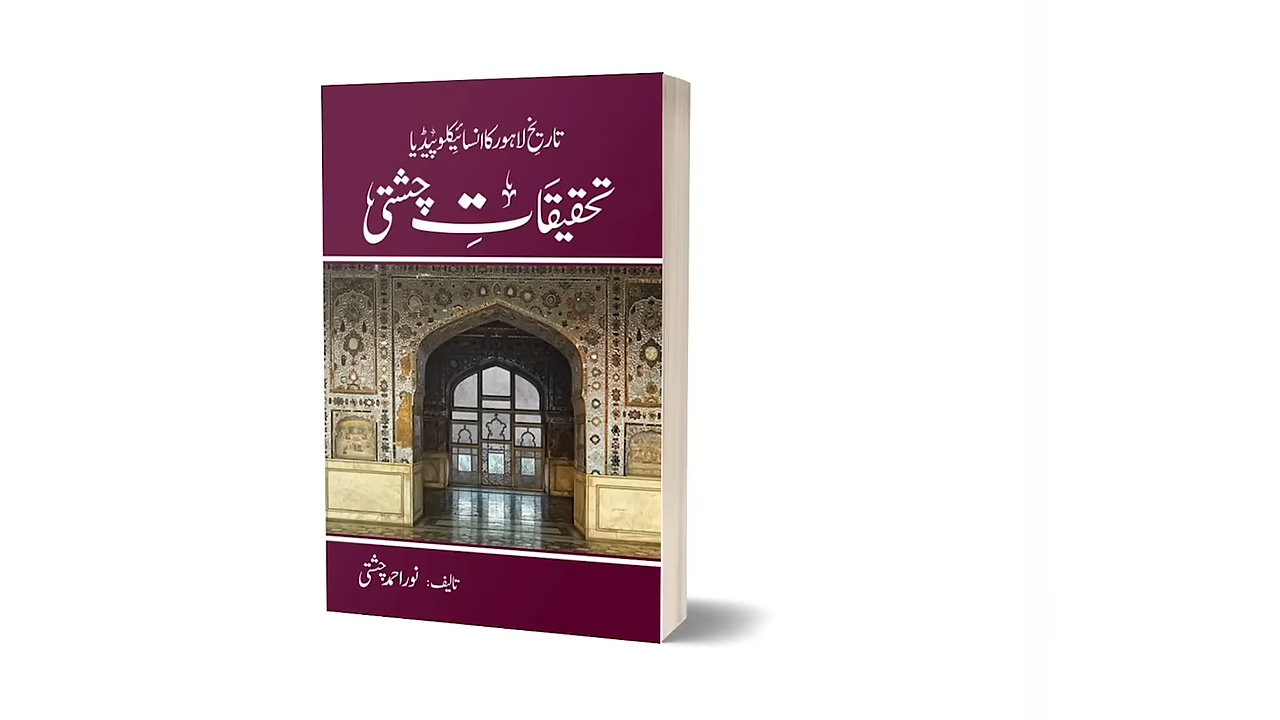 تاریخِ لاہور کا انسائیکلوپیڈیا
تحقیقاتِ چشتی
تالیف: نور احمد چشتی